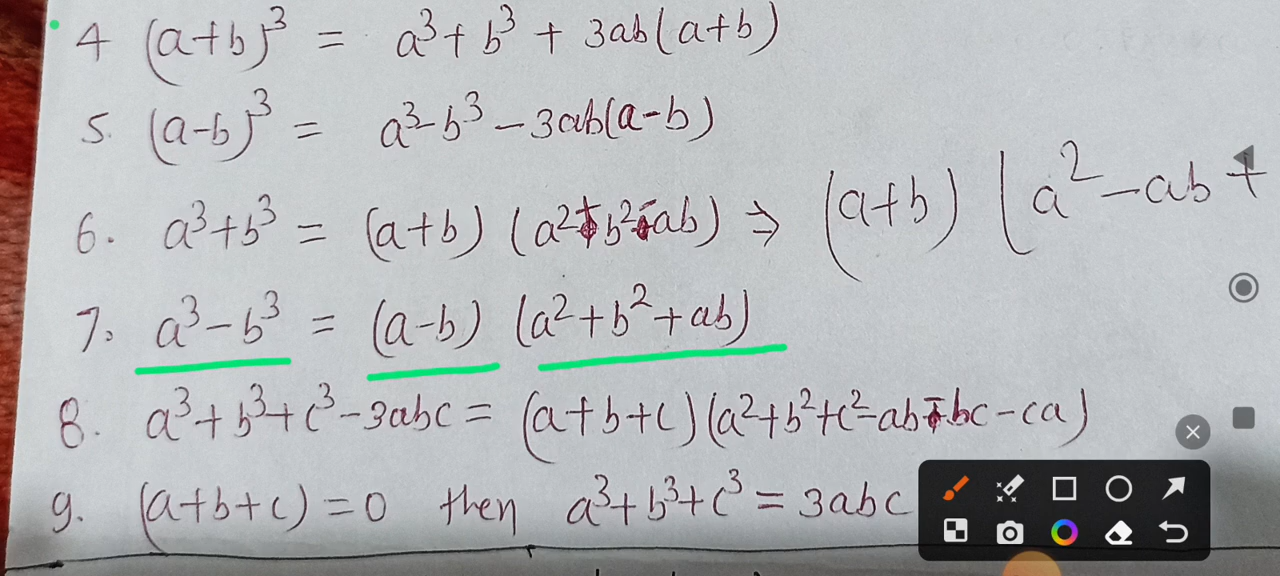 4 (a+b)³ = a³+b³ + 3ab(a+b)
5. (a-b)³ = a³-b³ - 3ab(a-b)
6. a³+b³ = (a+b) (a²+b²-ab) ⇒ (a+b) (a²-ab+
7. a³-b³ = (a-b) (a²+b²+ab)
8. a³+b³+c³-3abc = (a+b+c)(a²+b²+c²-ab-bc-ca)
9. (a+b+c)=0 then a³+b³+c³=3abc